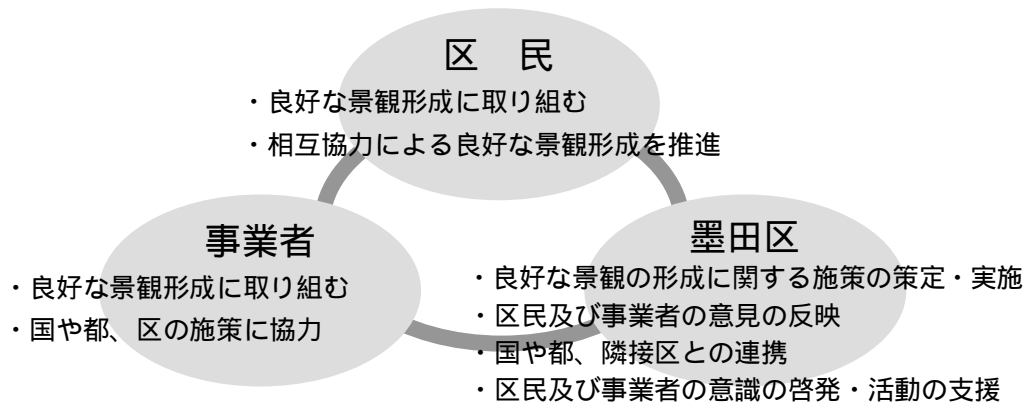 区　民
・良好な景観形成に取り組む
・相互協力による良好な景観形成を推進
事業者
・良好な景観形成に取り組む
・国や都、区の施策に協力
墨田区
・良好な景観の形成に関する施策の策定・実施
・区民及び事業者の意見の反映
・国や都、隣接区との連携
・区民及び事業者の意識の啓発・活動の支援